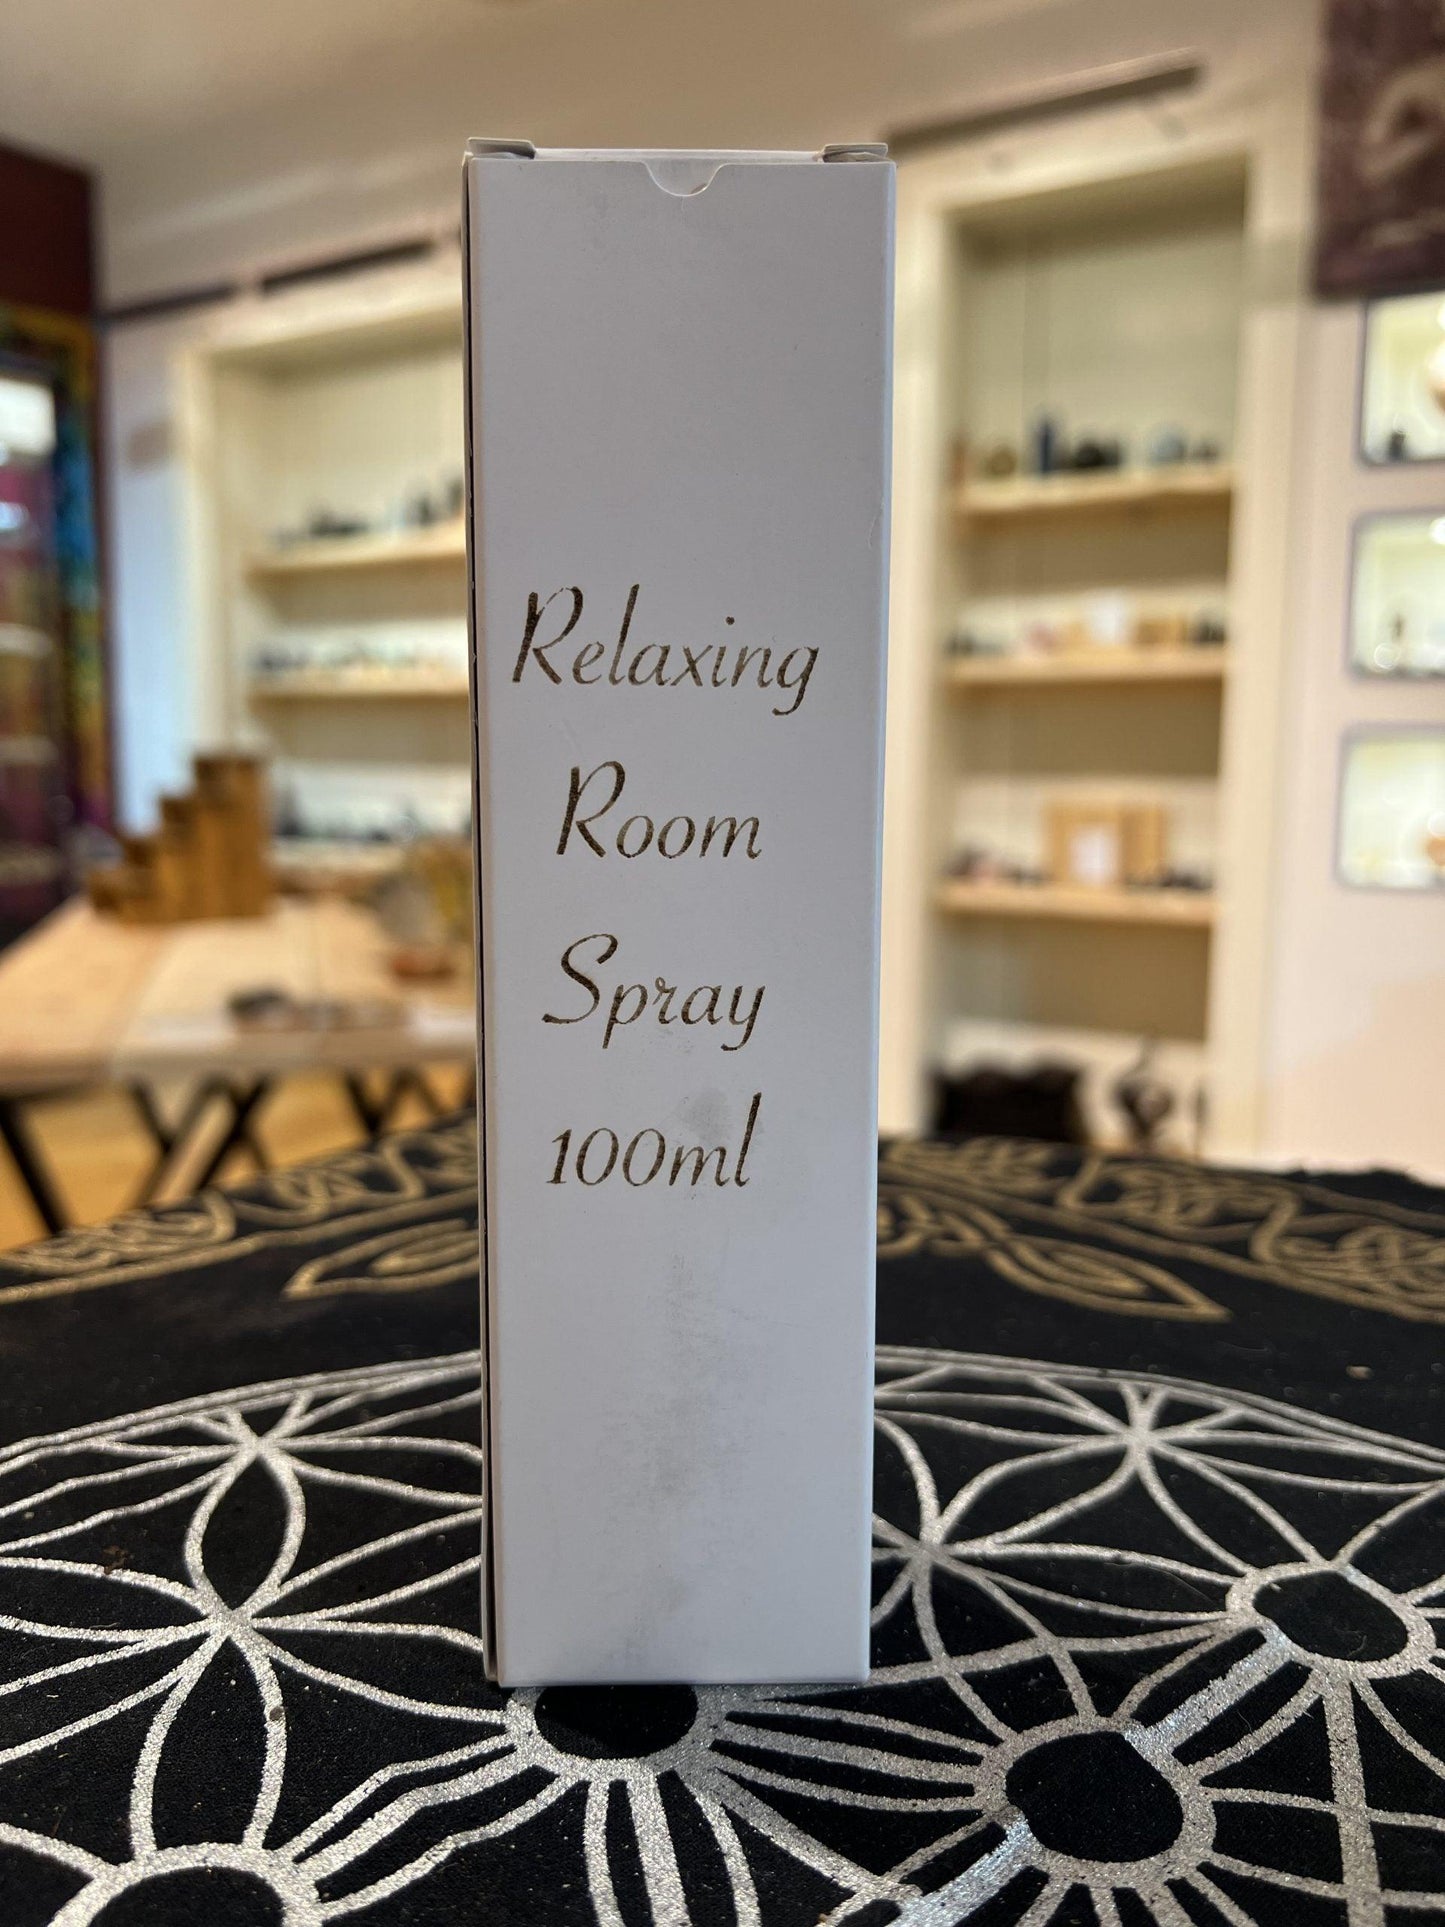 Relaxing
Room
Spray
100ml